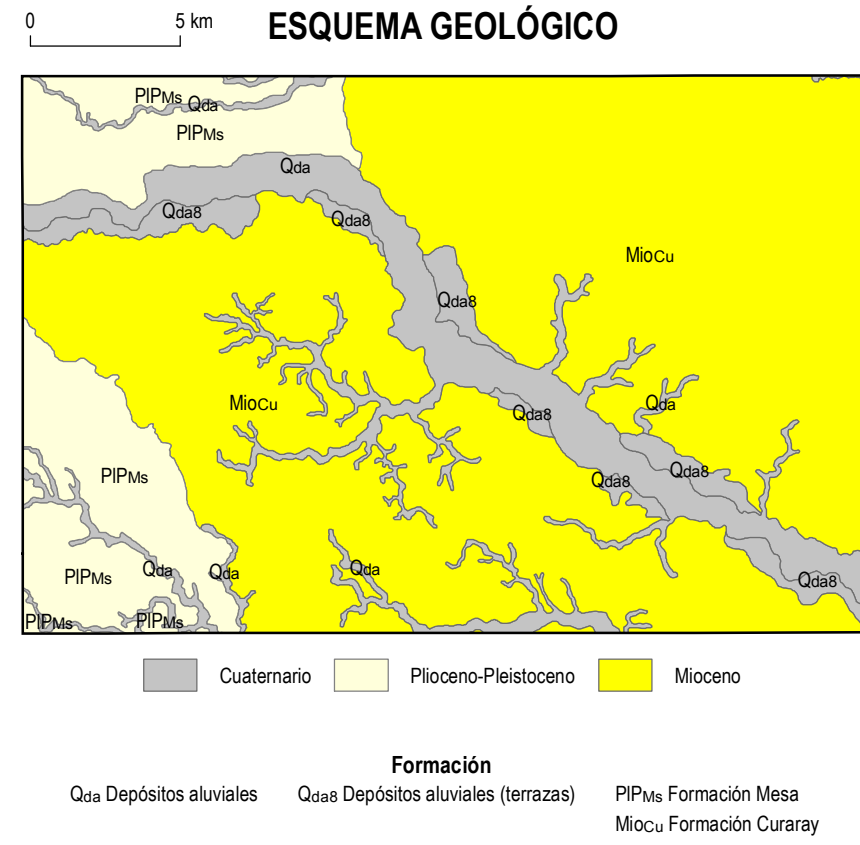 0 5 km ESQUEMA GEOLÓGICO
PlPMs Qda
PlPMs
Qda
Qda8
Qda8
MioCu
Qda8
MioCu
Qda
Qda8
Qda8
PlPMs
Qda8
Qda
Qda
Qda
PlPMs
Qda8
PlPMs
PlPMs
Cuaternario Plioceno-Pleistoceno Mioceno
Formación
Qda Depósitos aluviales Qda8 Depósitos aluviales (terrazas) PlPMs Formación Mesa
MioCu Formación Curaray